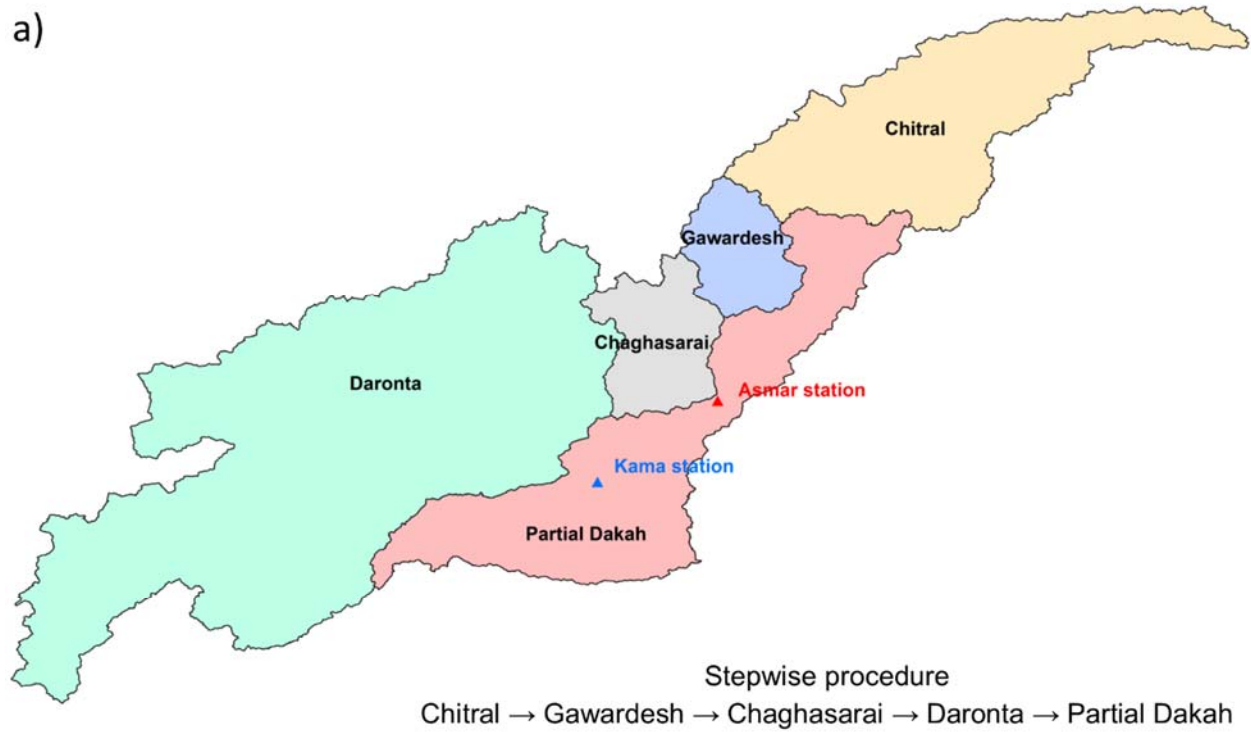 a)
Chitral
Gawardesh
Chaghasarai
Daronta
Asmar station
Kama station
Partial Dakah
Stepwise procedure
Chitral → Gawardesh → Chaghasarai → Daronta → Partial Dakah